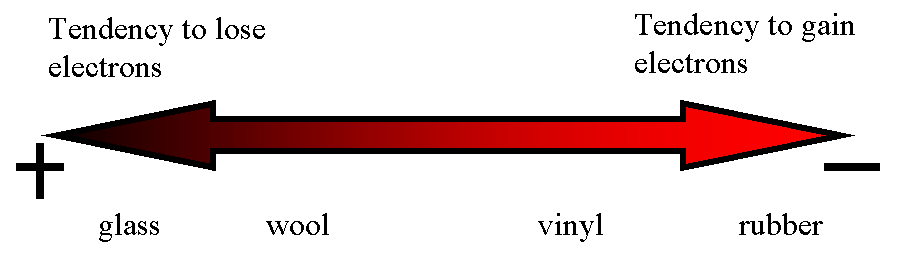 Tendency to lose
electrons
Tendency to gain
electrons
+
−
glass wool vinyl rubber